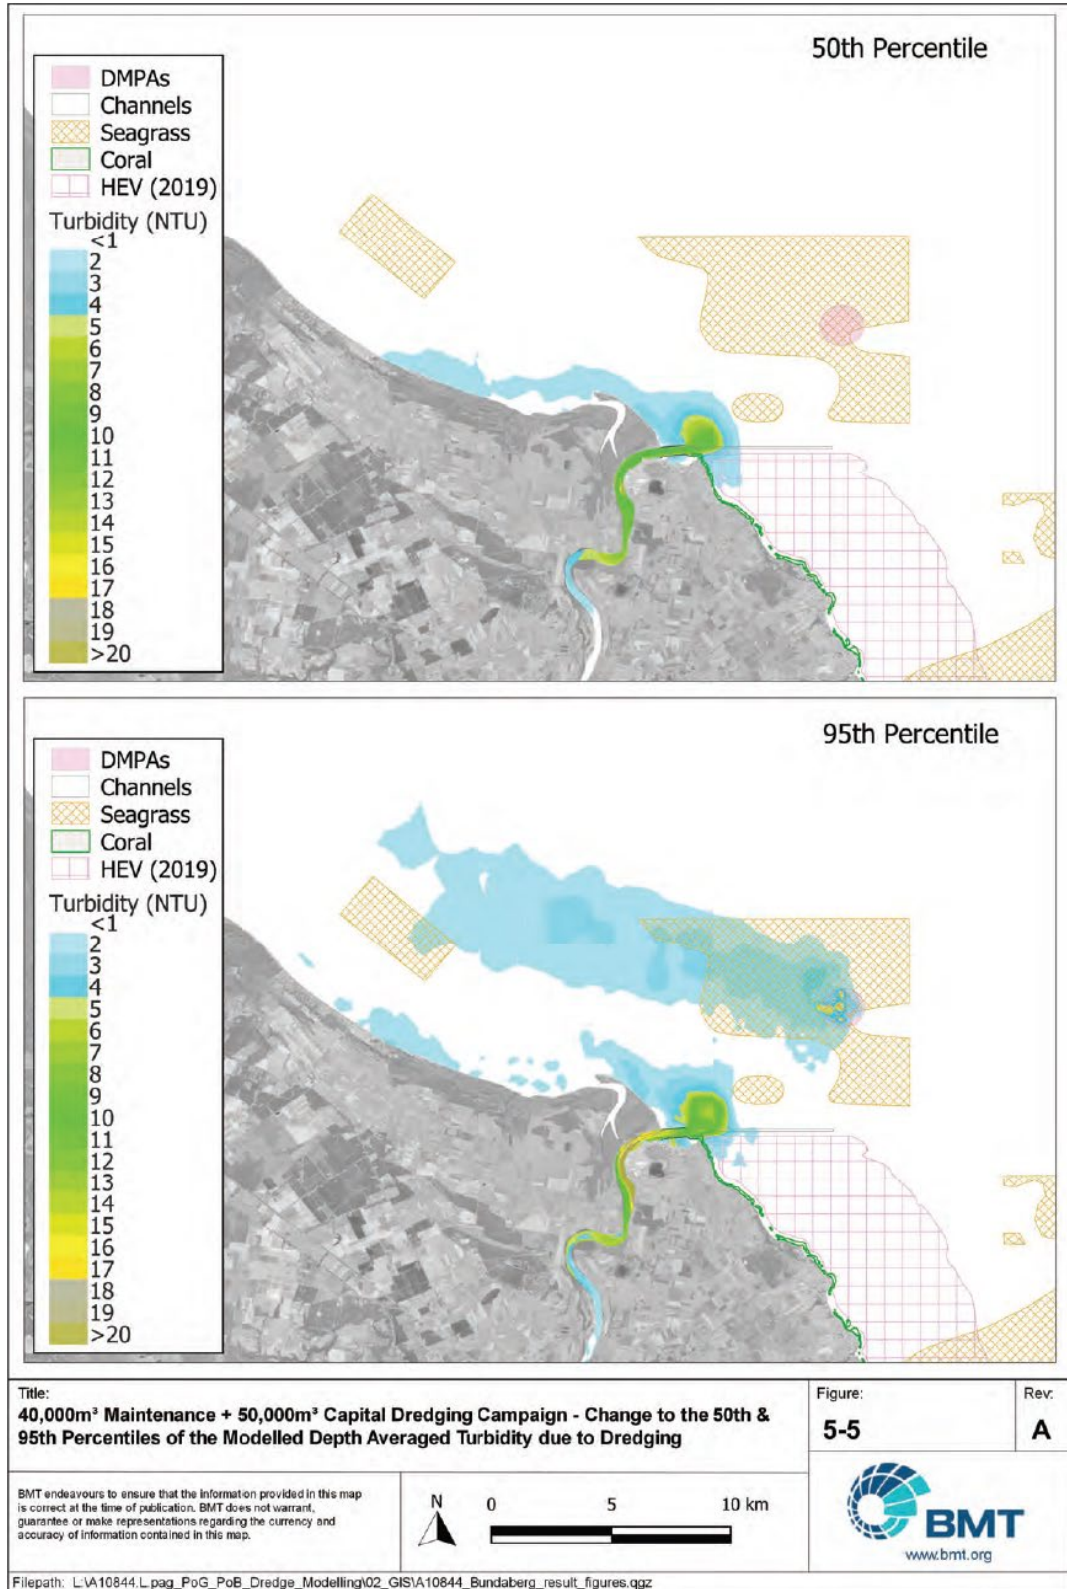 50th Percentile
DMPAs
Channels
Seagrass
Coral
HEV (2019)
Turbidity (NTU)
<1
2
3
4
5
6
7
8
9
10
11
12
13
14
15
16
17
18
19
>20
95th Percentile
DMPAs
Channels
Seagrass
Coral
HEV (2019)
Turbidity (NTU)
<1
2
3
4
5
6
7
8
9
10
11
12
13
14
15
16
17
18
19
>20
Title:
40,000m³ Maintenance + 50,000m³ Capital Dredging Campaign - Change to the 50th &
95th Percentiles of the Modelled Depth Averaged Turbidity due to Dredging
Figure:
5-5
Rev:
A
BMT endeavours to ensure that the information provided in this map
is correct at the time of publication. BMT does not warrant,
guarantee or make representations regarding the currency and
accuracy of information contained in this map.
N
0 5 10 km
BMT
www.bmt.org
Filepath: L:\A10844.L.pag_PoG_PoB_Dredge_Modelling\02_GIS\A10844_Bundaberg_result_figures.qgz